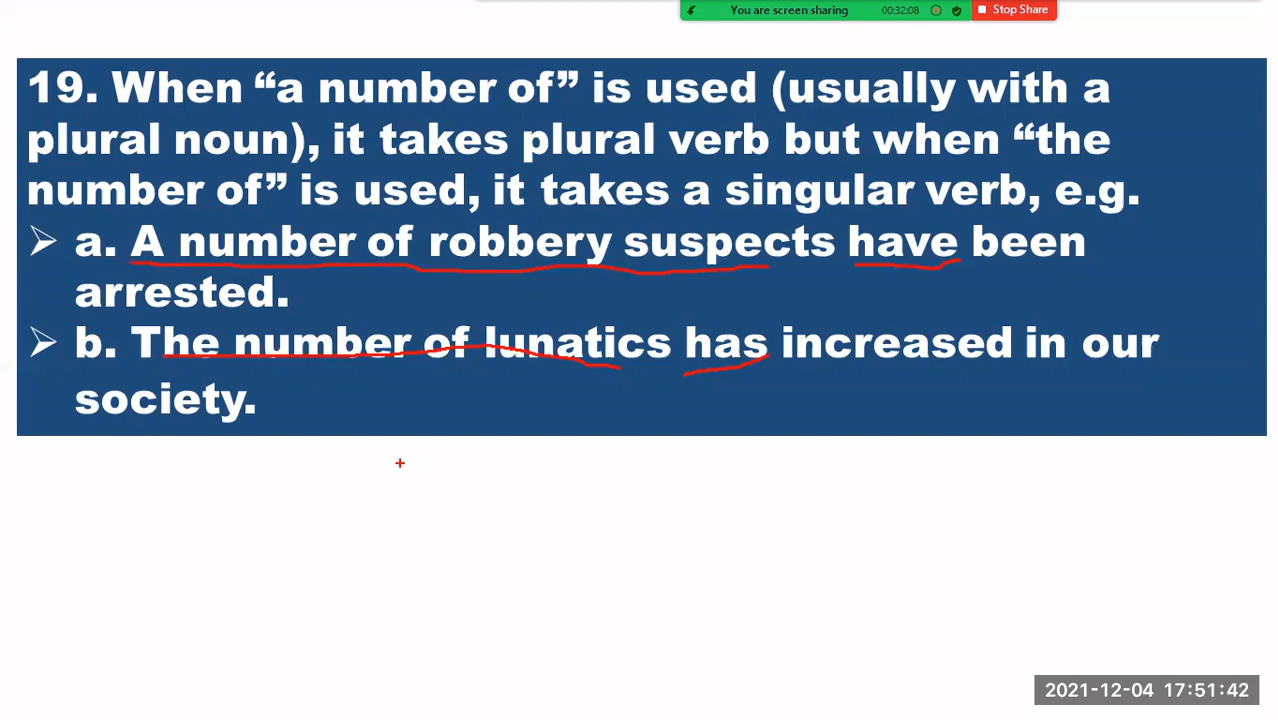 You are screen sharing 00:32:08 Stop Share
19. When “a number of” is used (usually with a
plural noun), it takes plural verb but when “the
number of” is used, it takes a singular verb, e.g.
➢ a. A number of robbery suspects have been
arrested.
➢ b. The number of lunatics has increased in our
society.
2021-12-04 17:51:42